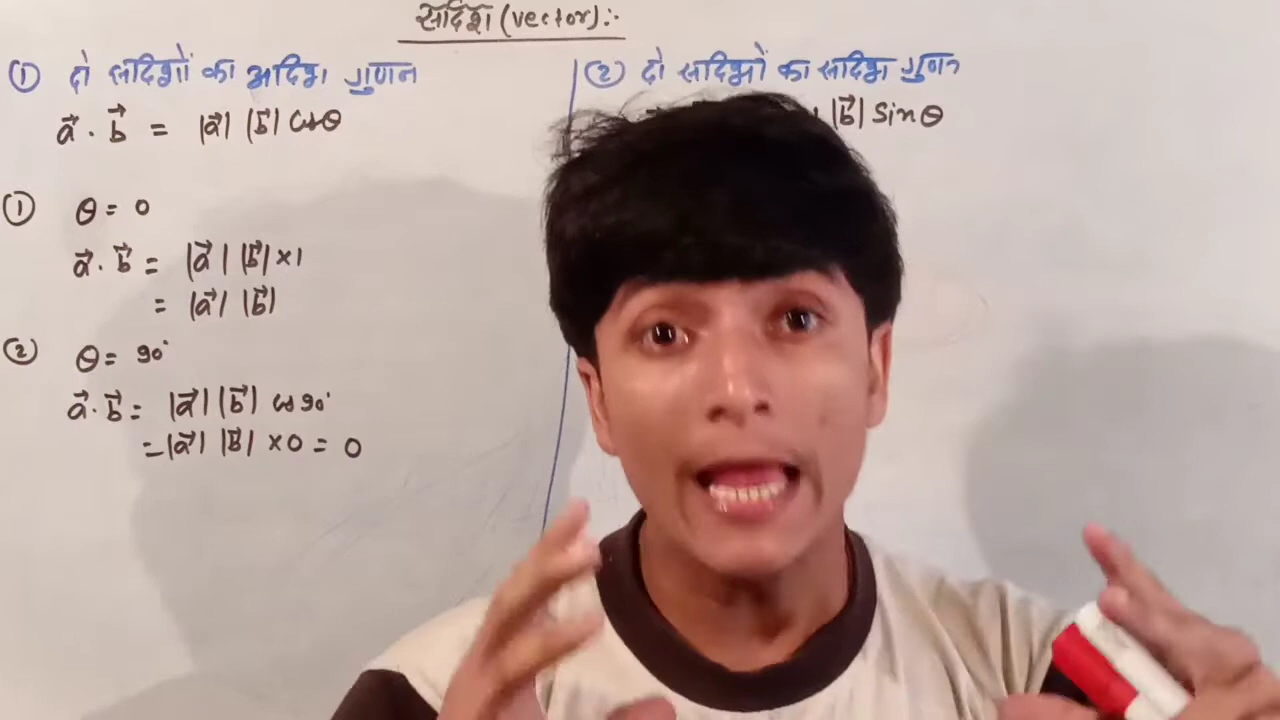 सदिश (vector):-
① दो सदिशों का अदिश गुणन
a⃗ . b⃗ = |a⃗| |b⃗| cosθ
① θ = 0
a⃗ . b⃗ = |a⃗| |b⃗| ×1
= |a⃗| |b⃗|
② θ = 90°
a⃗ . b⃗ = |a⃗| |b⃗| cos 90°
= |a⃗| |b⃗| ×0 = 0
② दो सदिशों का सदिश गुणन
|b⃗| Sinθ